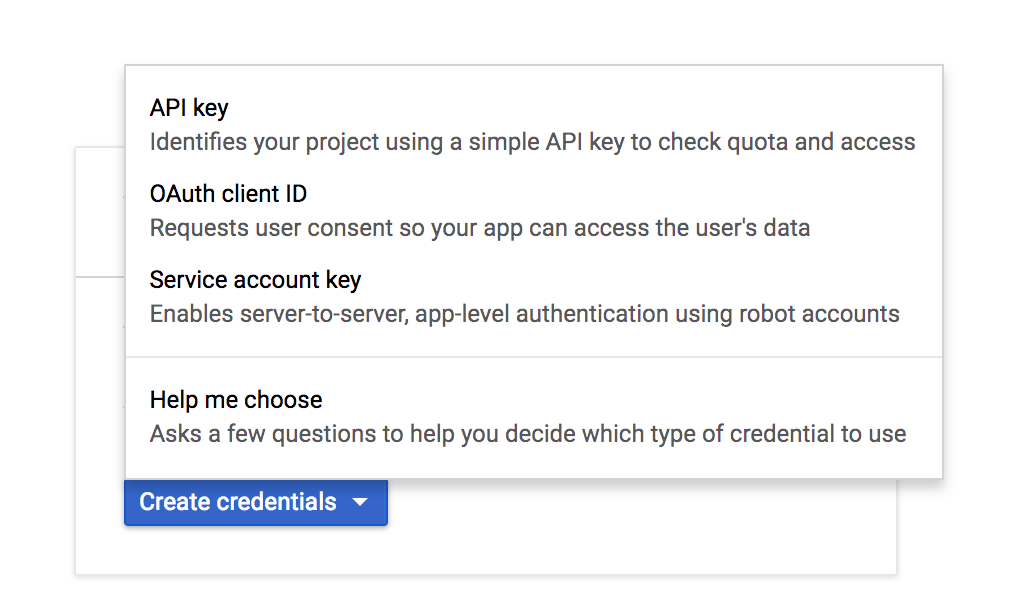 API key
Identifies your project using a simple API key to check quota and access
OAuth client ID
Requests user consent so your app can access the user's data
Service account key
Enables server-to-server, app-level authentication using robot accounts
Help me choose
Asks a few questions to help you decide which type of credential to use
Create credentials